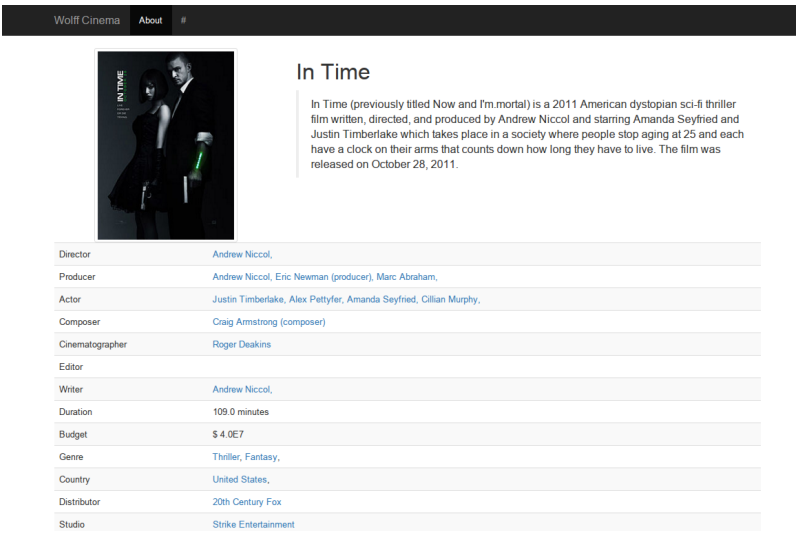 Wolff Cinema About #
IN TIME
In Time
In Time (previously titled Now and I'm.mortal) is a 2011 American dystopian sci-fi thriller
film written, directed, and produced by Andrew Niccol and starring Amanda Seyfried and
Justin Timberlake which takes place in a society where people stop aging at 25 and each
have a clock on their arms that counts down how long they have to live. The film was
released on October 28, 2011.
Director Andrew Niccol,
Producer Andrew Niccol, Eric Newman (producer), Marc Abraham,
Actor Justin Timberlake, Alex Pettyfer, Amanda Seyfried, Cillian Murphy,
Composer Craig Armstrong (composer)
Cinematographer Roger Deakins
Editor
Writer Andrew Niccol,
Duration 109.0 minutes
Budget $ 4.0E7
Genre Thriller, Fantasy,
Country United States,
Distributor 20th Century Fox
Studio Strike Entertainment